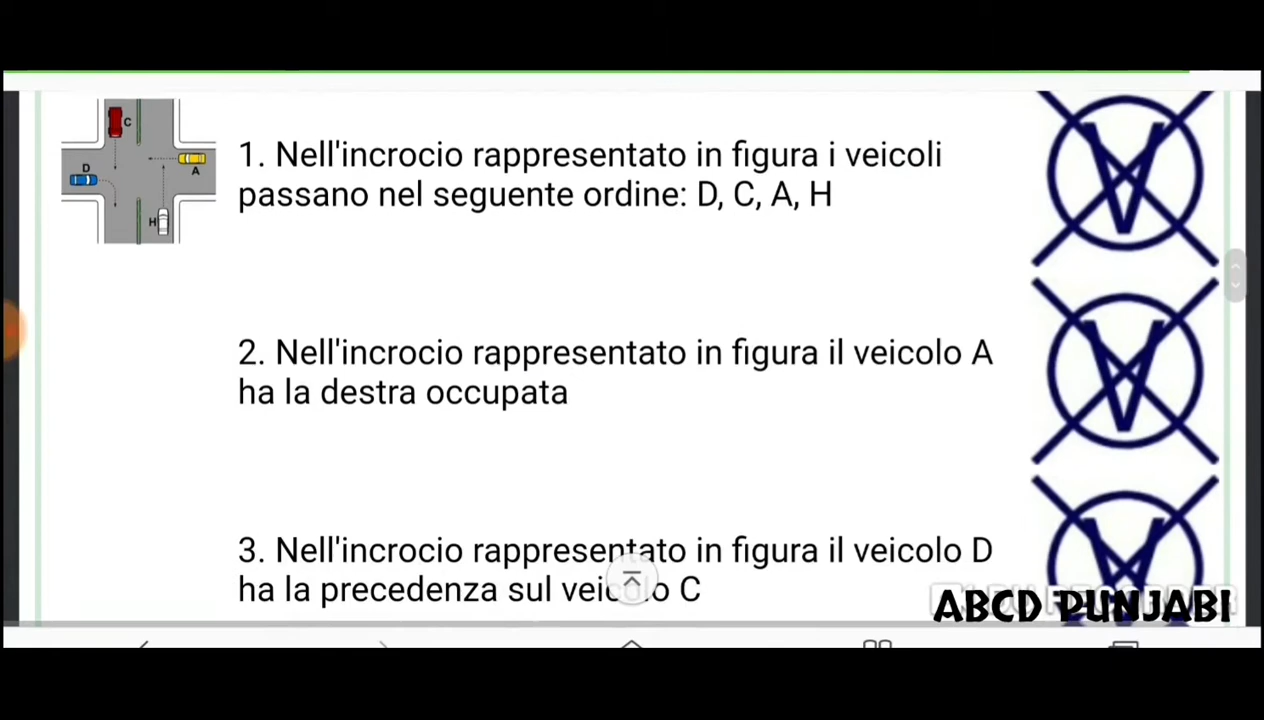 C
D
A
H
1. Nell'incrocio rappresentato in figura i veicoli
passano nel seguente ordine: D, C, A, H
V
2. Nell'incrocio rappresentato in figura il veicolo A
ha la destra occupata
V
3. Nell'incrocio rappresentato in figura il veicolo D
ha la precedenza sul veicolo C
V
ABCD PUNJABI